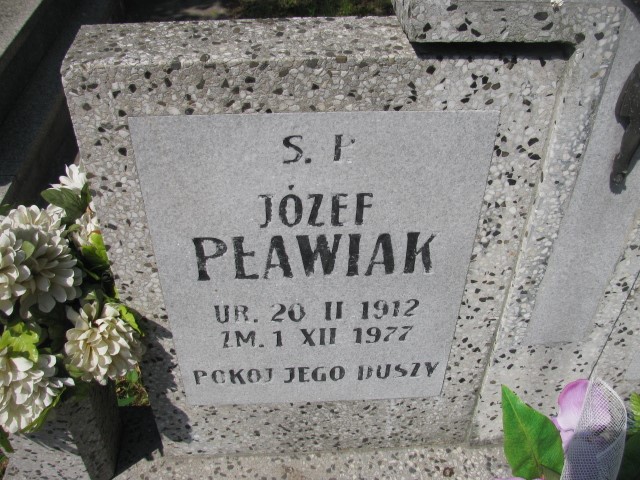 S. P.
JÓZEF
PŁAWIAK
UR. 20 II 1912
ZM. 1 XII 1977
POKOJ JEGO DUSZY